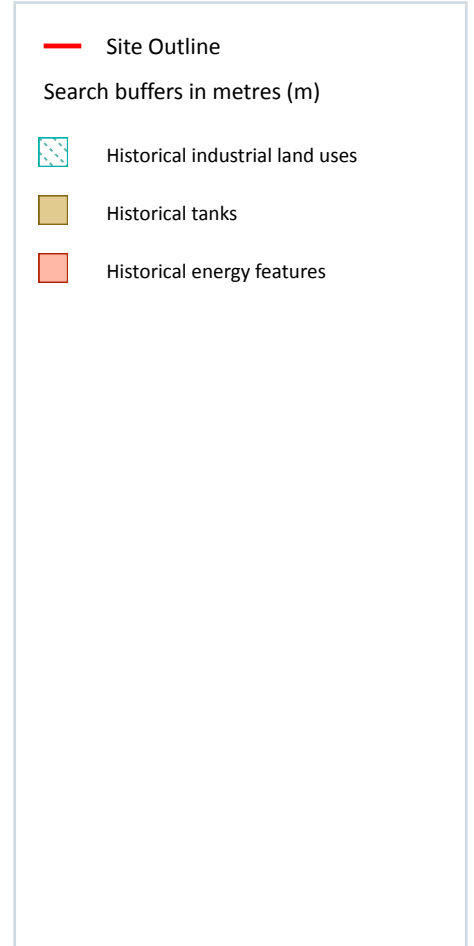 Site Outline
Search buffers in metres (m)
Historical industrial land uses
Historical tanks
Historical energy features